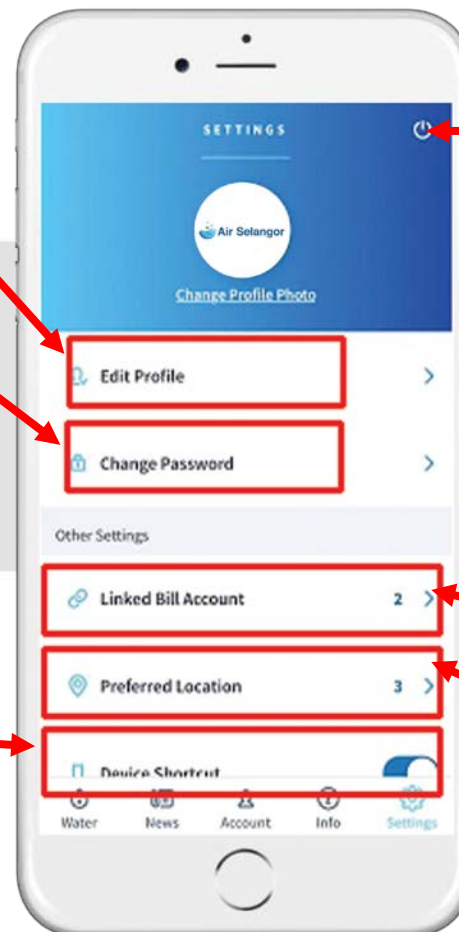 SETTINGS
Air Selangor
Change Profile Photo
Edit Profile
Change Password
Other Settings
Linked Bill Account 2
Preferred Location 3
Device Shortcut
Water News Account Info Settings